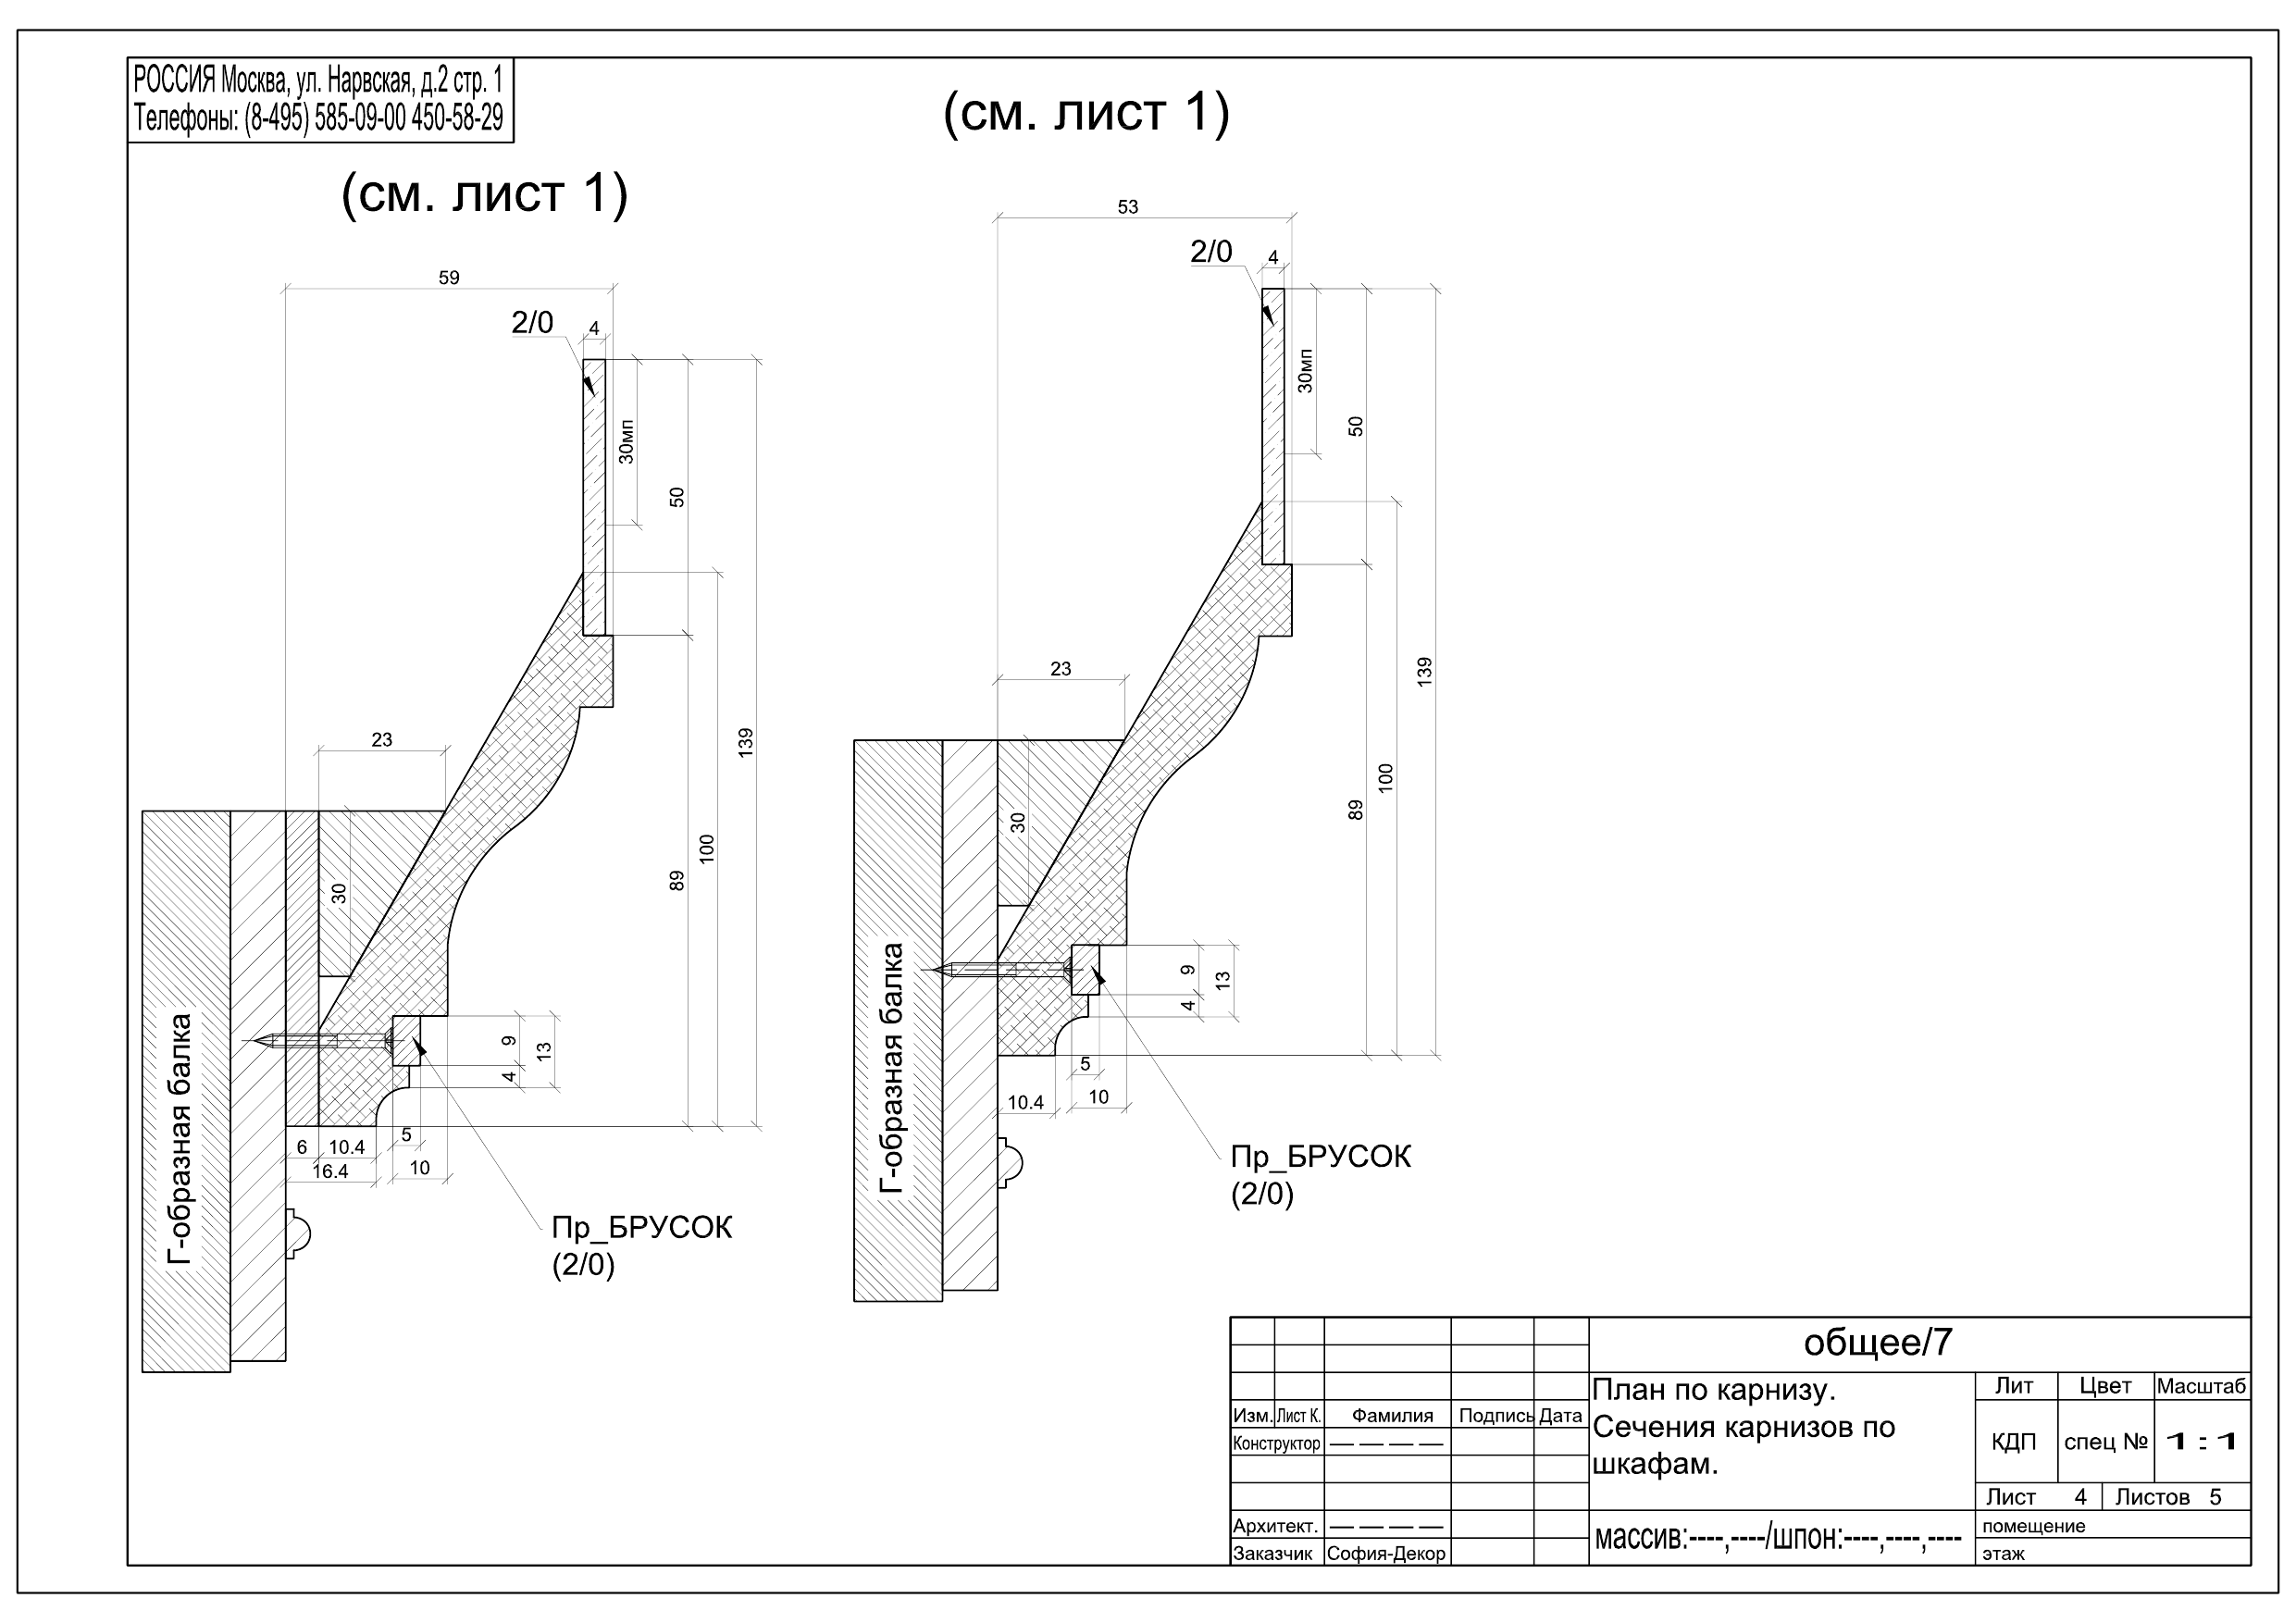 РОССИЯ Москва, ул. Нарвская, д.2 стр. 1
Телефоны: (8-495) 585-09-00 450-58-29
(см. лист 1)
59
2/0
4
30мп
50
23
139
30
100
89
Г-образная балка
9
13
4
5
6
10.4
16.4
10
Пр_БРУСОК
(2/0)
(см. лист 1)
53
2/0
4
30мп
50
23
139
30
100
89
Г-образная балка
9
13
4
5
10.4
10
Пр_БРУСОК
(2/0)
общее/7
План по карнизу.
Сечения карнизов по
шкафам.
Лит Цвет Масштаб
КДП спец № 1:1
Изм. Лист К. Фамилия Подпись Дата
Конструктор — — — —
Лист 4 Листов 5
Архитект. — — — —
массив:----,----/шпон:----,----,----
помещение
Заказчик София-Декор
этаж